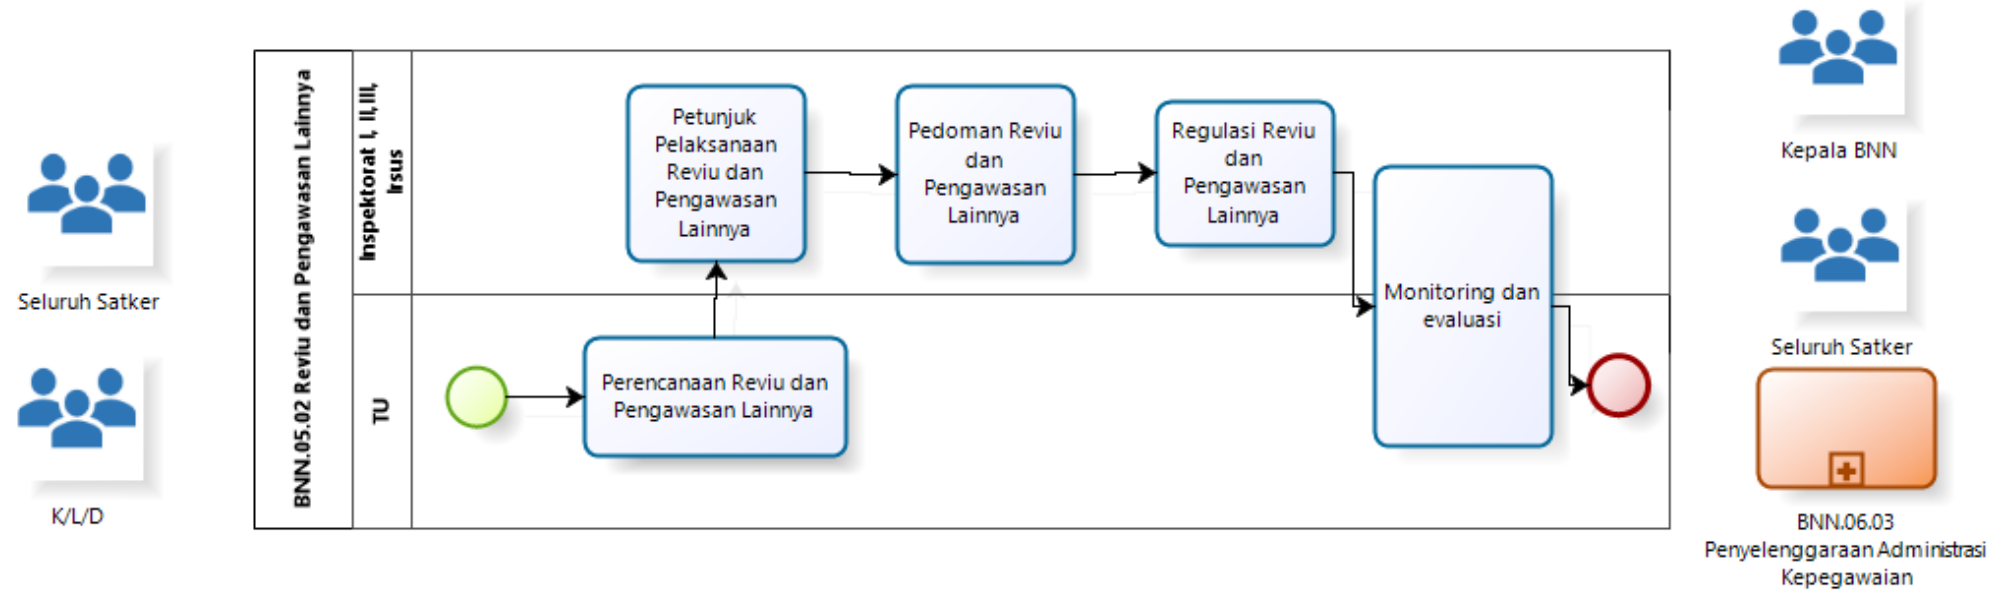 Seluruh Satker
K/L/D
BNN.05.02 Reviu dan Pengawasan Lainnya
Inspektorat I, II,III,
Irsus
TU
Petunjuk
Pelaksanaan
Reviu dan
Pengawasan
Lainnya
Pedoman Reviu
dan
Pengawasan
Lainnya
Regulasi Reviu
dan
Pengawasan
Lainnya
Perencanaan Reviu dan
Pengawasan Lainnya
Monitoring dan
evaluasi
Kepala BNN
Seluruh Satker
BNN.06.03
Penyelenggaraan Administrasi
Kepegawaian